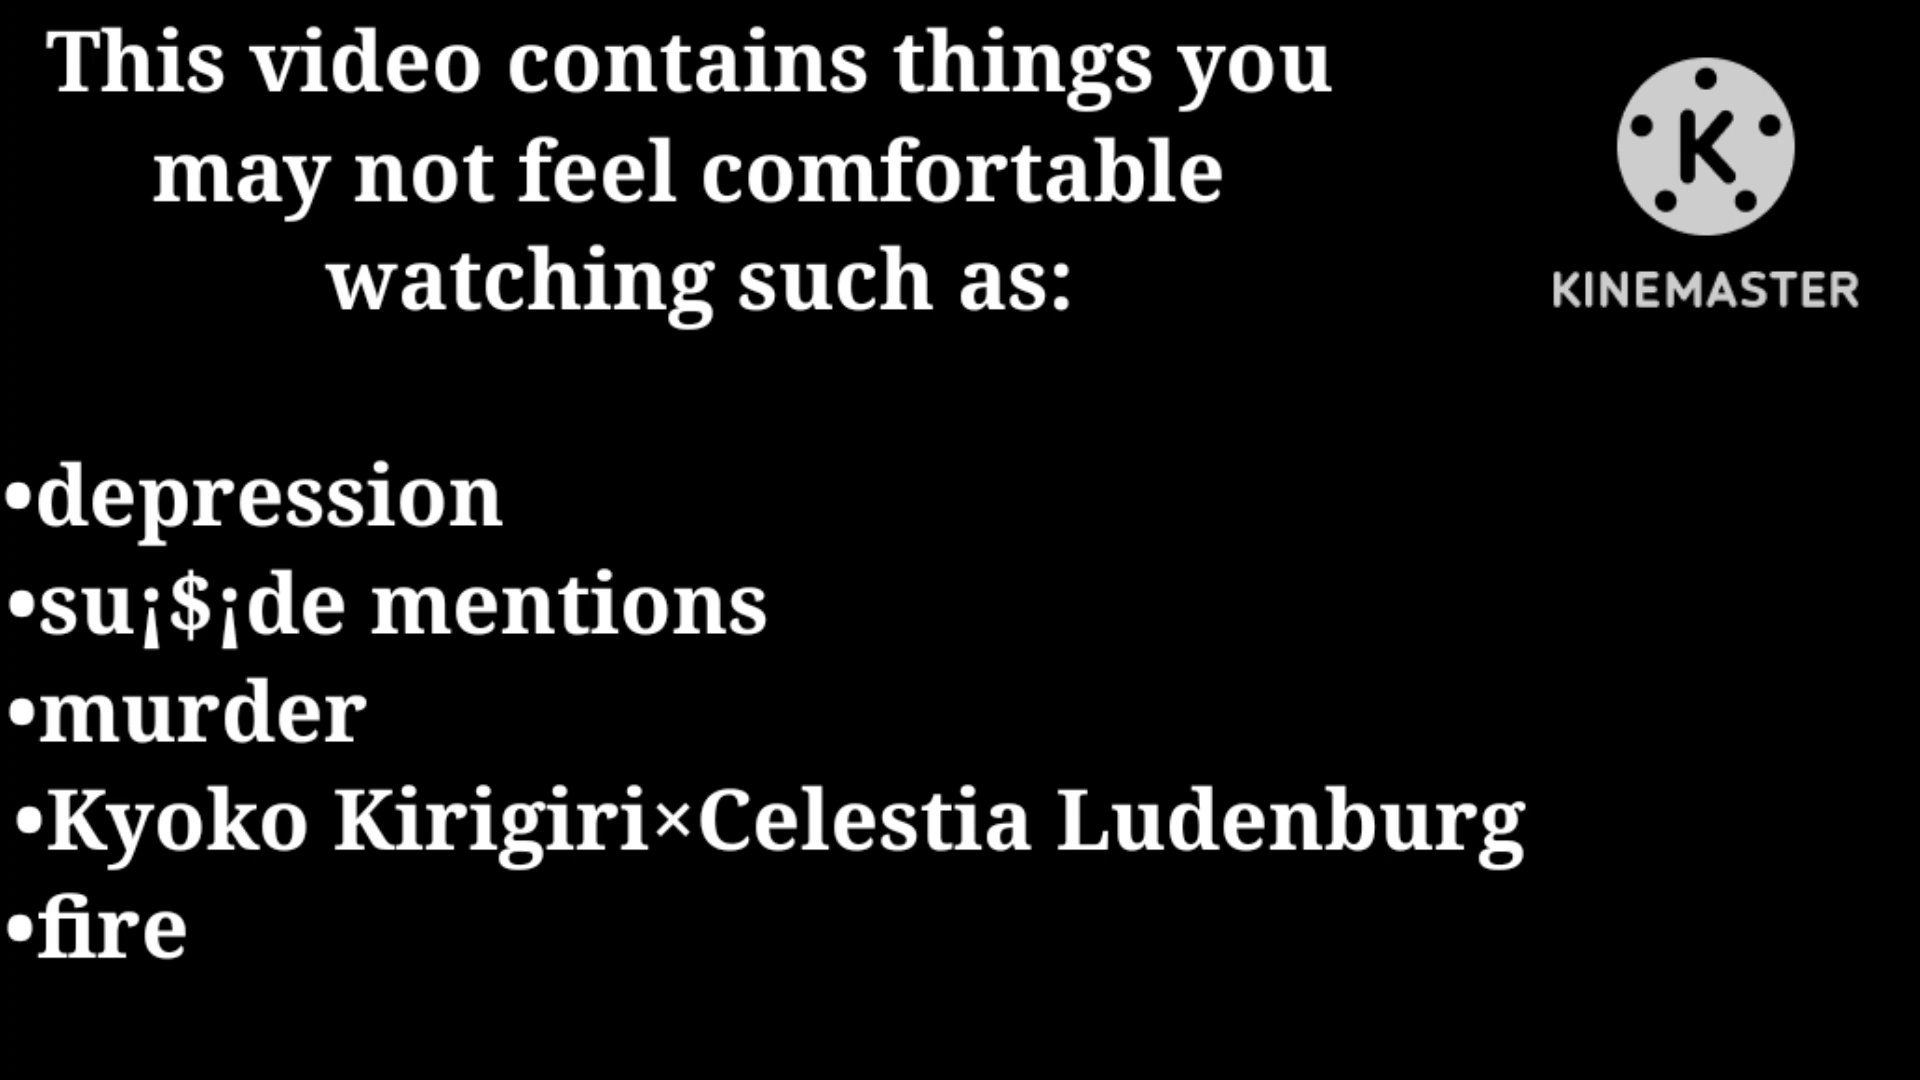 This video contains things you
may not feel comfortable
watching such as:
•depression
•su¡$¡de mentions
•murder
•Kyoko Kirigiri×Celestia Ludenburg
•fire
K
KINEMASTER